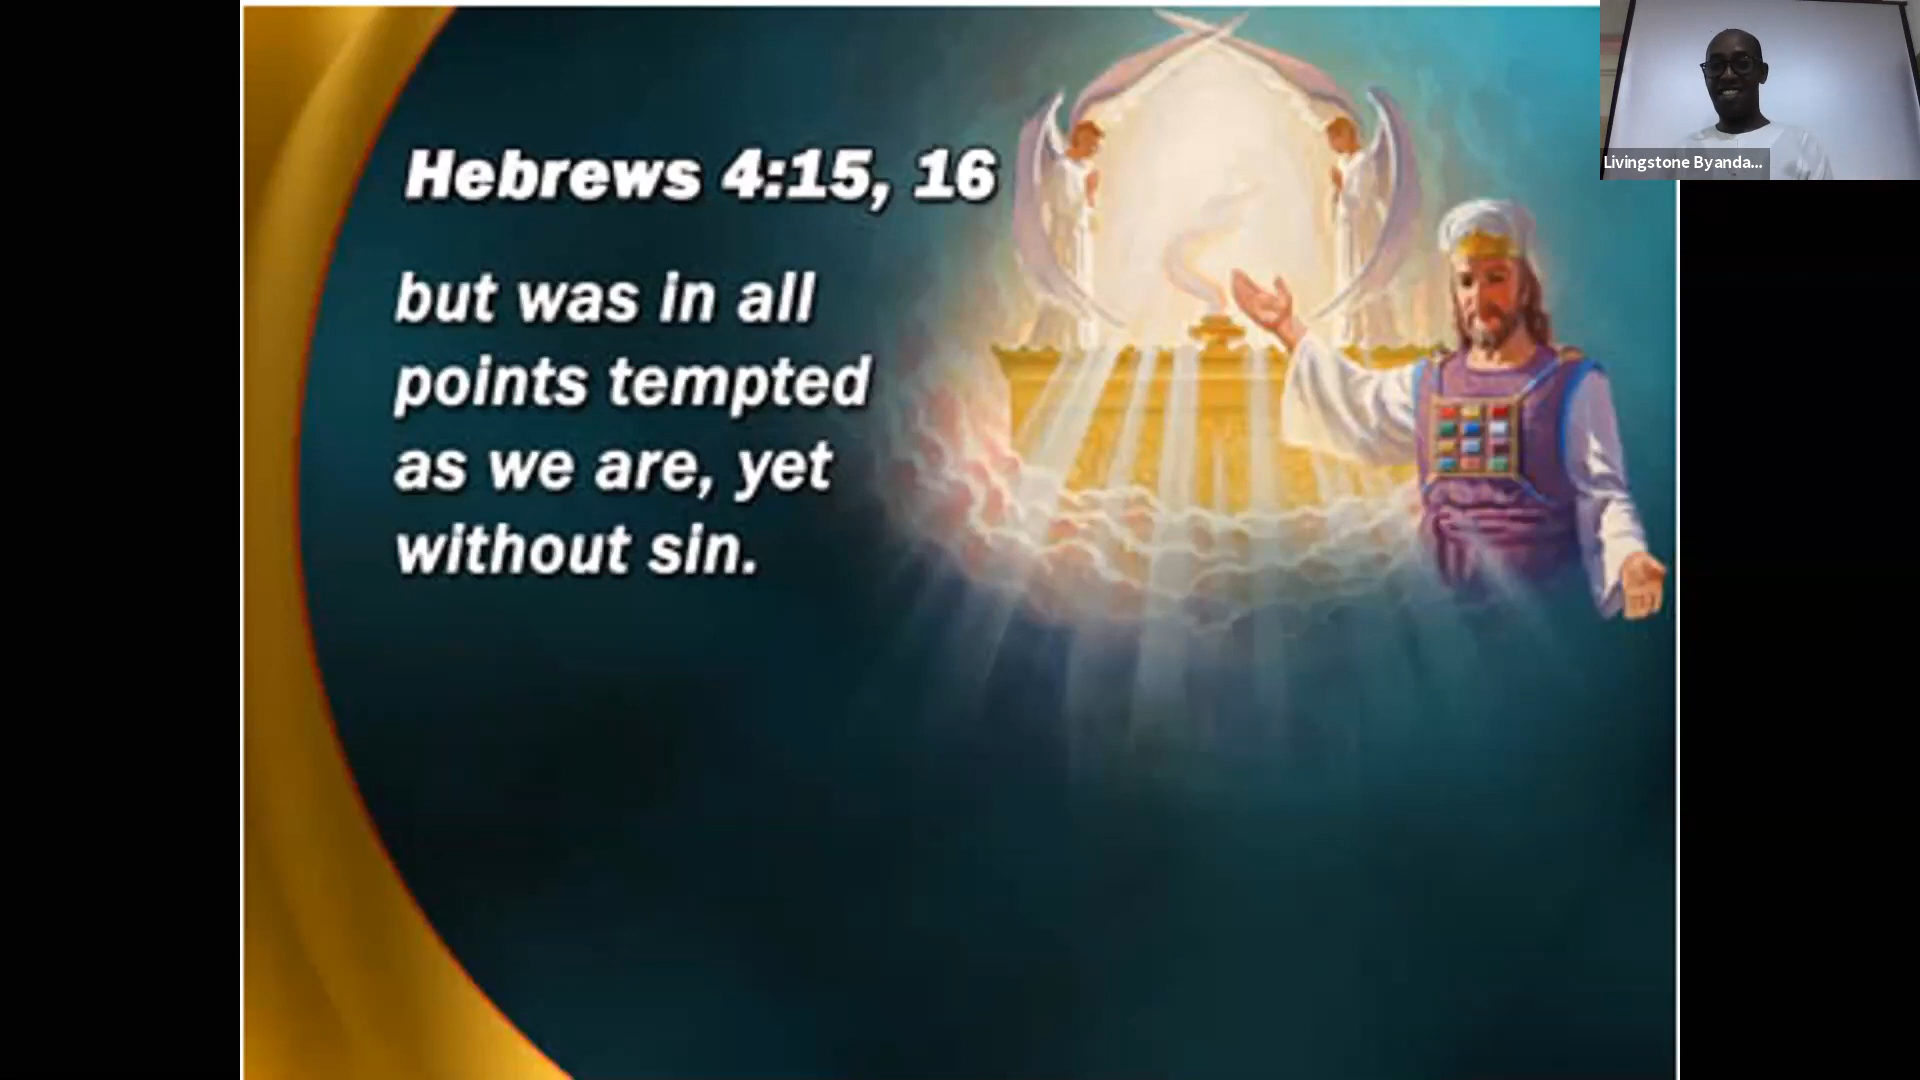 Hebrews 4:15, 16
but was in all
points tempted
as we are, yet
without sin.
Livingstone Byanda...